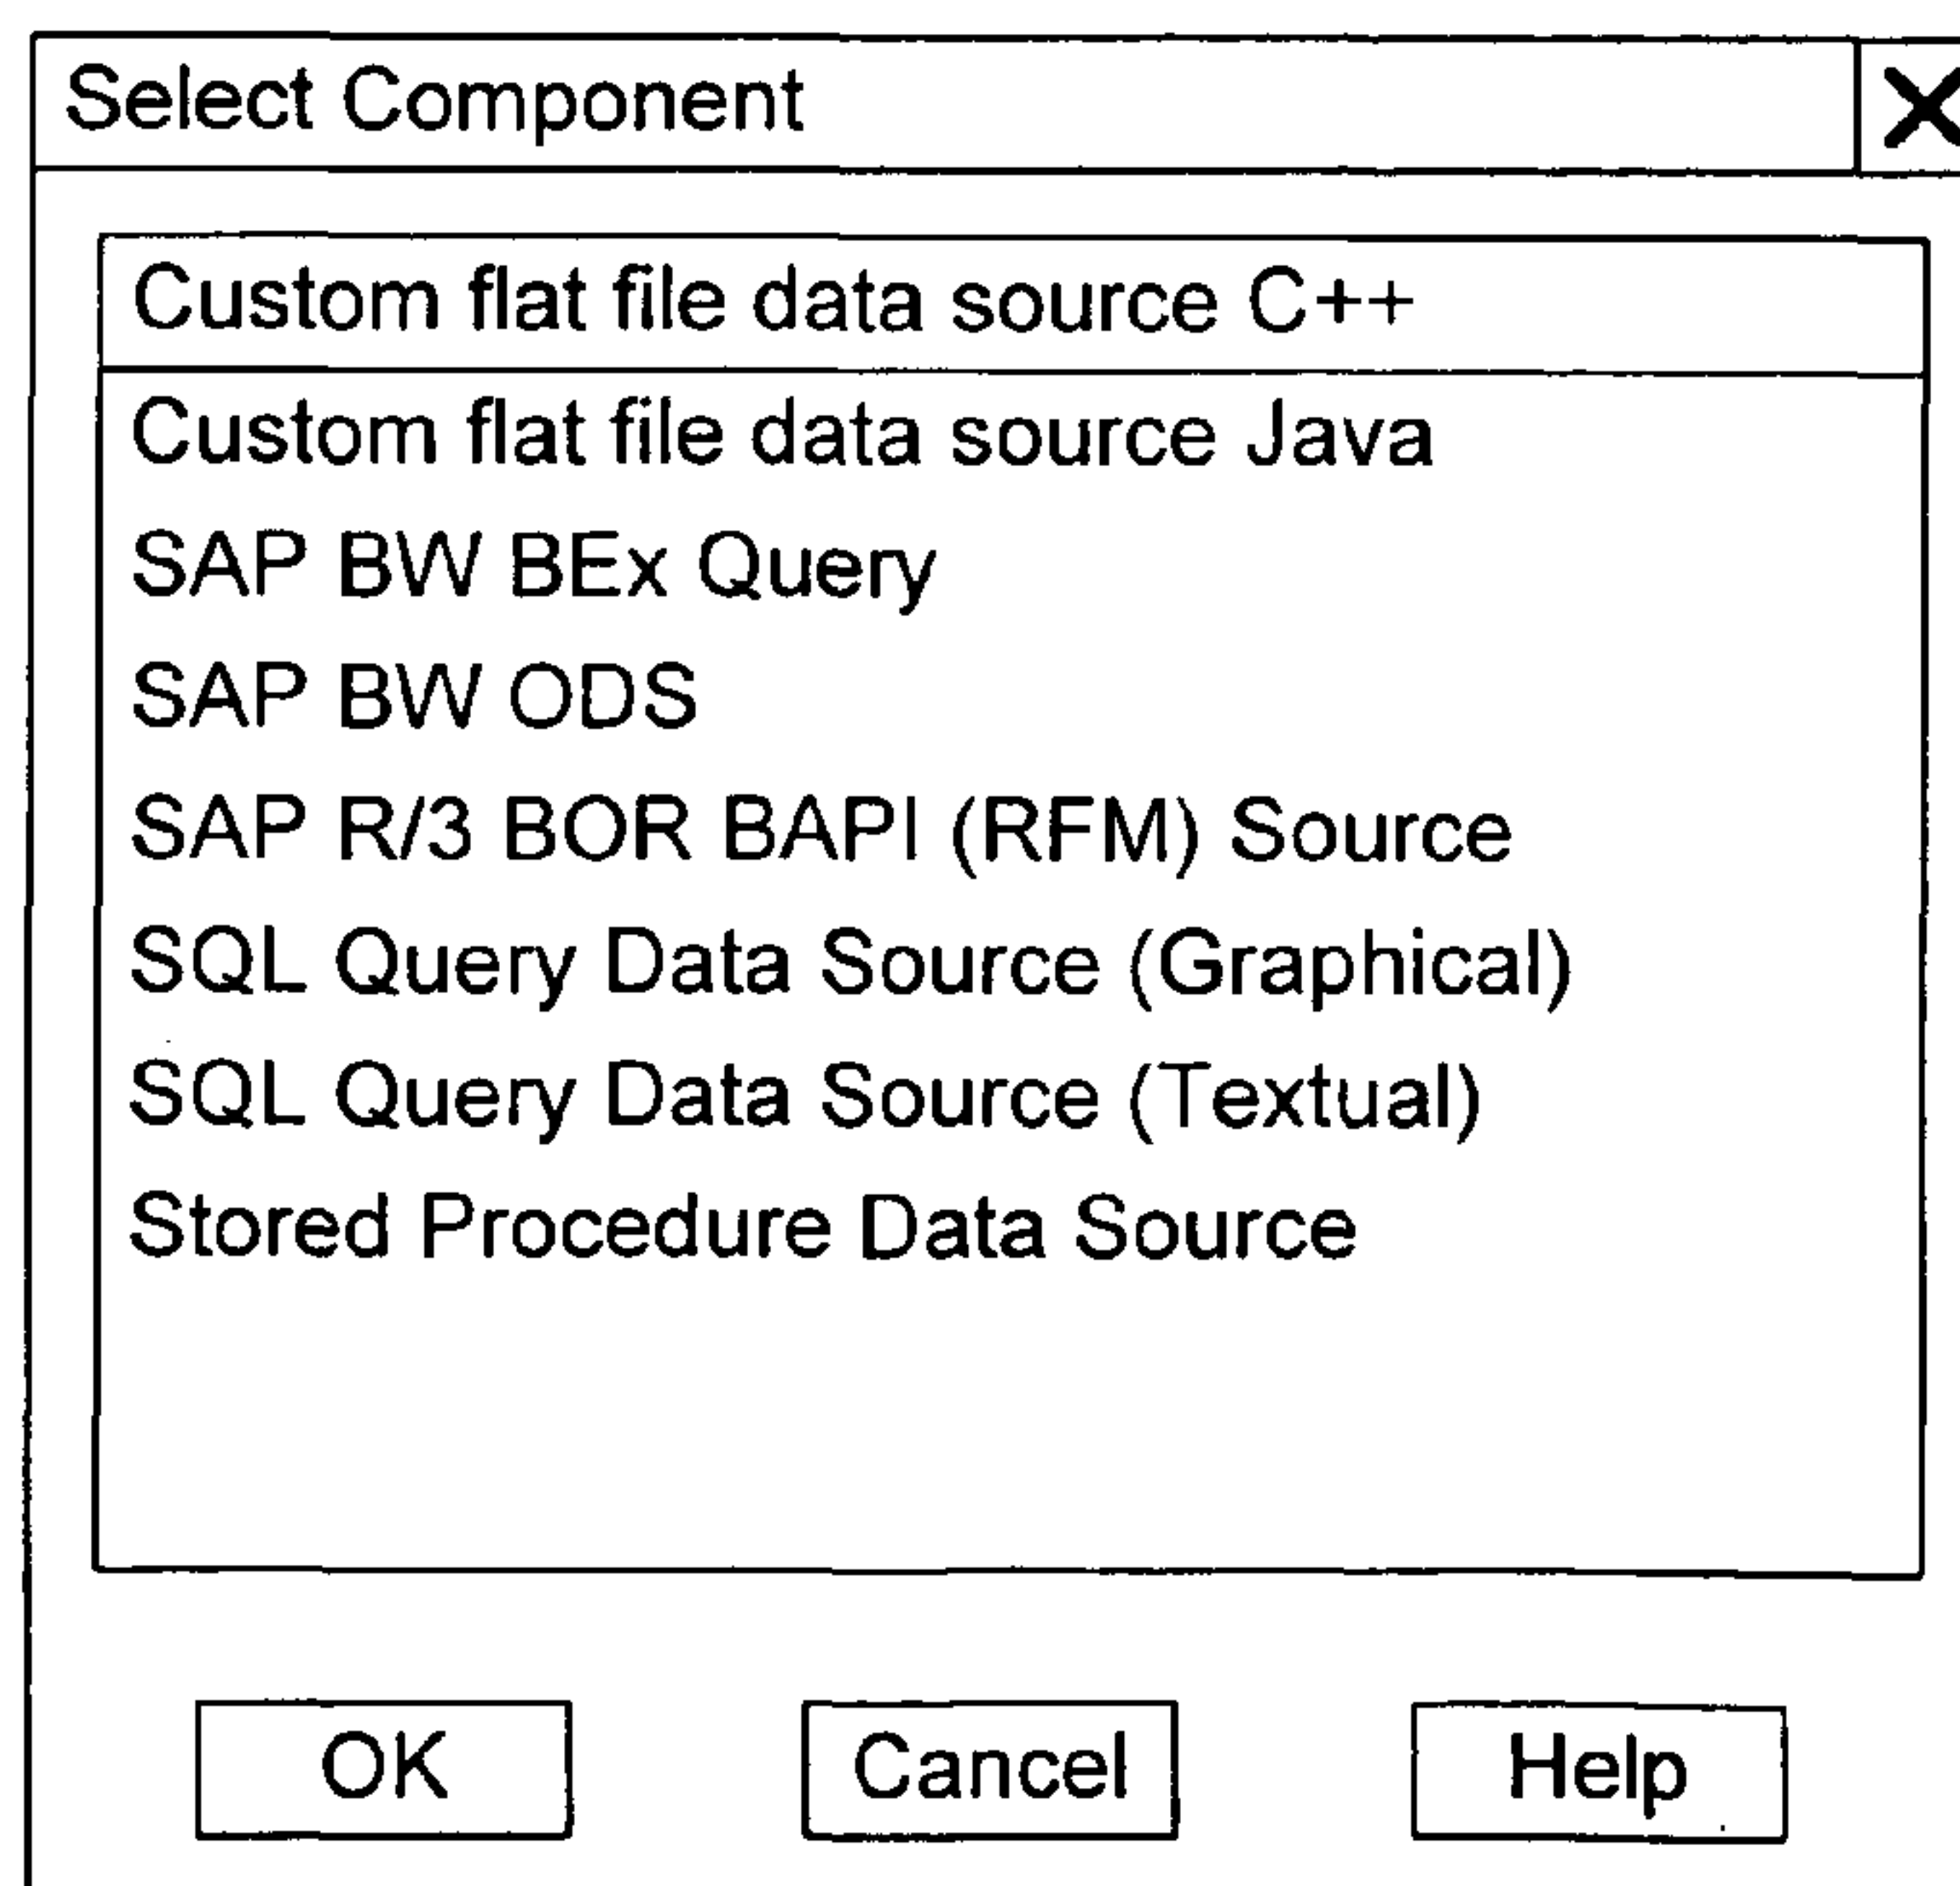 Select Component
Custom flat file data source C++
Custom flat file data source Java
SAP BW BEx Query
SAP BW ODS
SAP R/3 BOR BAPI (RFM) Source
SQL Query Data Source (Graphical)
SQL Query Data Source (Textual)
Stored Procedure Data Source
OK Cancel Help